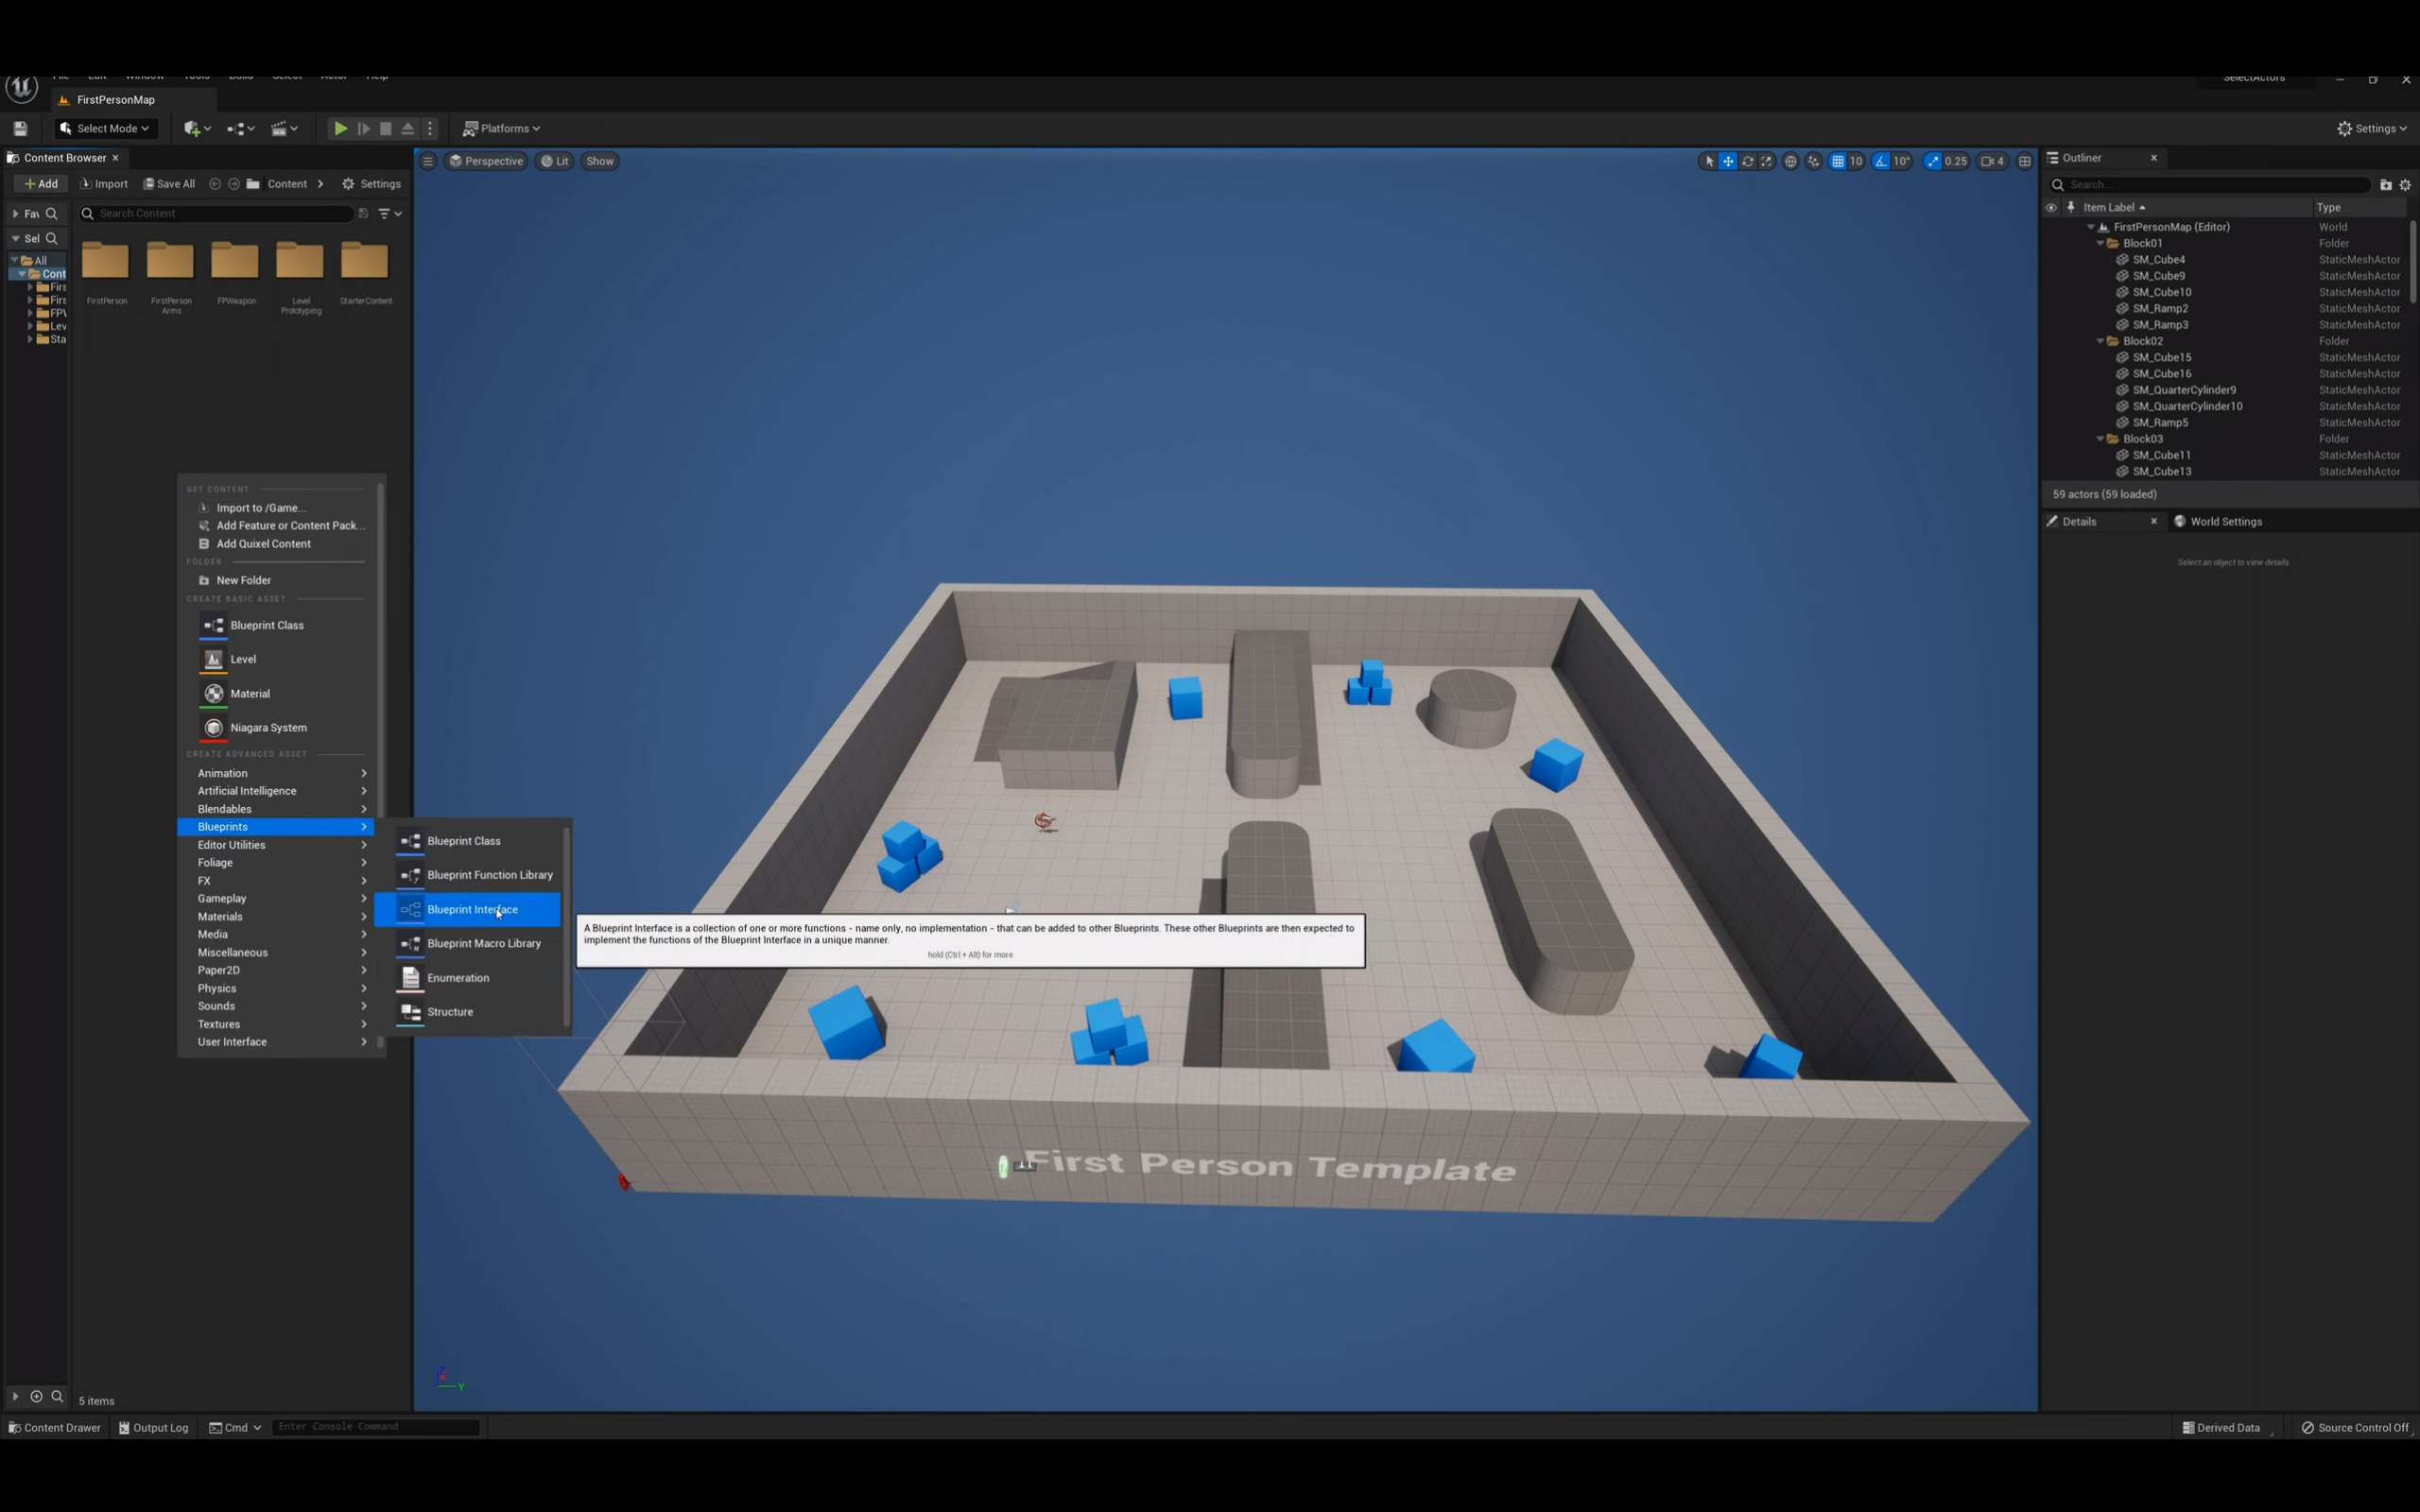 File Edit Window Tools Build Select Actor Help
SelectActors
FirstPersonMap
Select Mode
Platforms
Settings
Content Browser
Add Import Save All Content Settings
Fav
Search Content
Sel
All
Cont
Firs
Firs
FPV
Lev
Sta
FirstPerson
FirstPerson
Arms
FPWeapon
Level
Prototyping
StarterContent
GET CONTENT
Import to /Game...
Add Feature or Content Pack...
Add Quixel Content
FOLDER
New Folder
CREATE BASIC ASSET
Blueprint Class
Level
Material
Niagara System
CREATE ADVANCED ASSET
Animation
Artificial Intelligence
Blendables
Blueprints
Editor Utilities
Foliage
FX
Gameplay
Materials
Media
Miscellaneous
Paper2D
Physics
Sounds
Textures
User Interface
Blueprint Class
Blueprint Function Library
Blueprint Interface
Blueprint Macro Library
Enumeration
Structure
A Blueprint Interface is a collection of one or more functions - name only, no implementation - that can be added to other Blueprints. These other Blueprints are then expected to
implement the functions of the Blueprint Interface in a unique manner.
hold (Ctrl + Alt) for more
Perspective Lit Show
10 10° 0.25 4
First Person Template
Z
Y
Outliner
Search...
Item Label Type
FirstPersonMap (Editor) World
Block01 Folder
SM_Cube4 StaticMeshActor
SM_Cube9 StaticMeshActor
SM_Cube10 StaticMeshActor
SM_Ramp2 StaticMeshActor
SM_Ramp3 StaticMeshActor
Block02 Folder
SM_Cube15 StaticMeshActor
SM_Cube16 StaticMeshActor
SM_QuarterCylinder9 StaticMeshActor
SM_QuarterCylinder10 StaticMeshActor
SM_Ramp5 StaticMeshActor
Block03 Folder
SM_Cube11 StaticMeshActor
SM_Cube13 StaticMeshActor
59 actors (59 loaded)
Details World Settings
Select an object to view details.
5 items
Content Drawer Output Log Cmd Enter Console Command
Derived Data Source Control Off